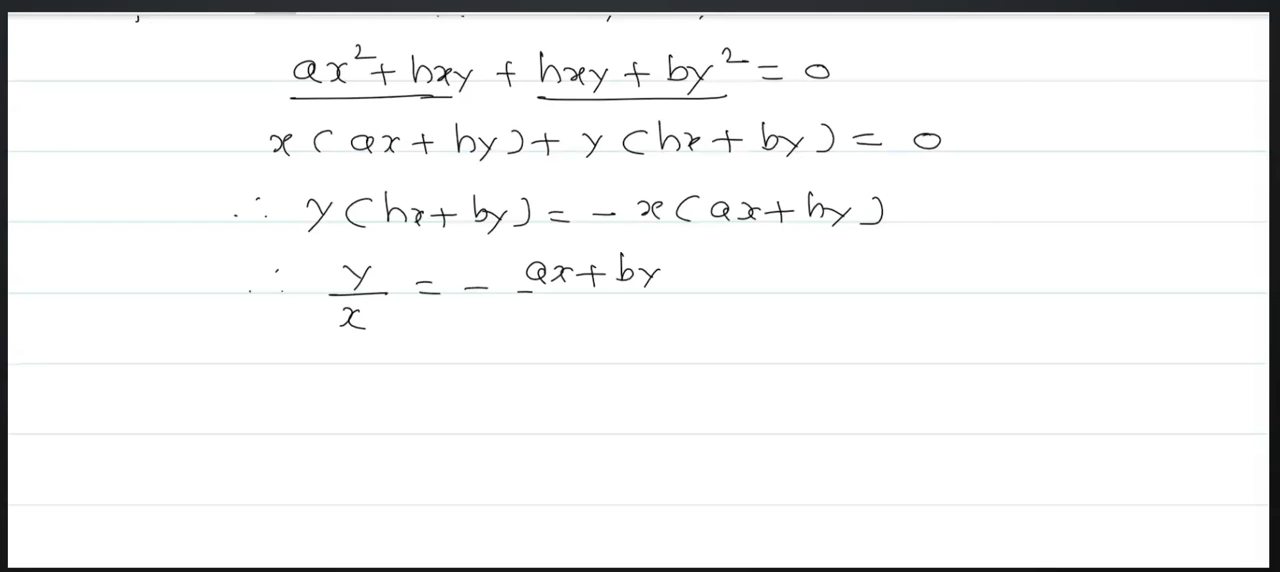 ax² + hxy + hxy + by² = 0
x(ax + hy) + y(hx + by) = 0
∴ y(hx + by) = - x(ax + hy)
∴ y/x = - ax + by